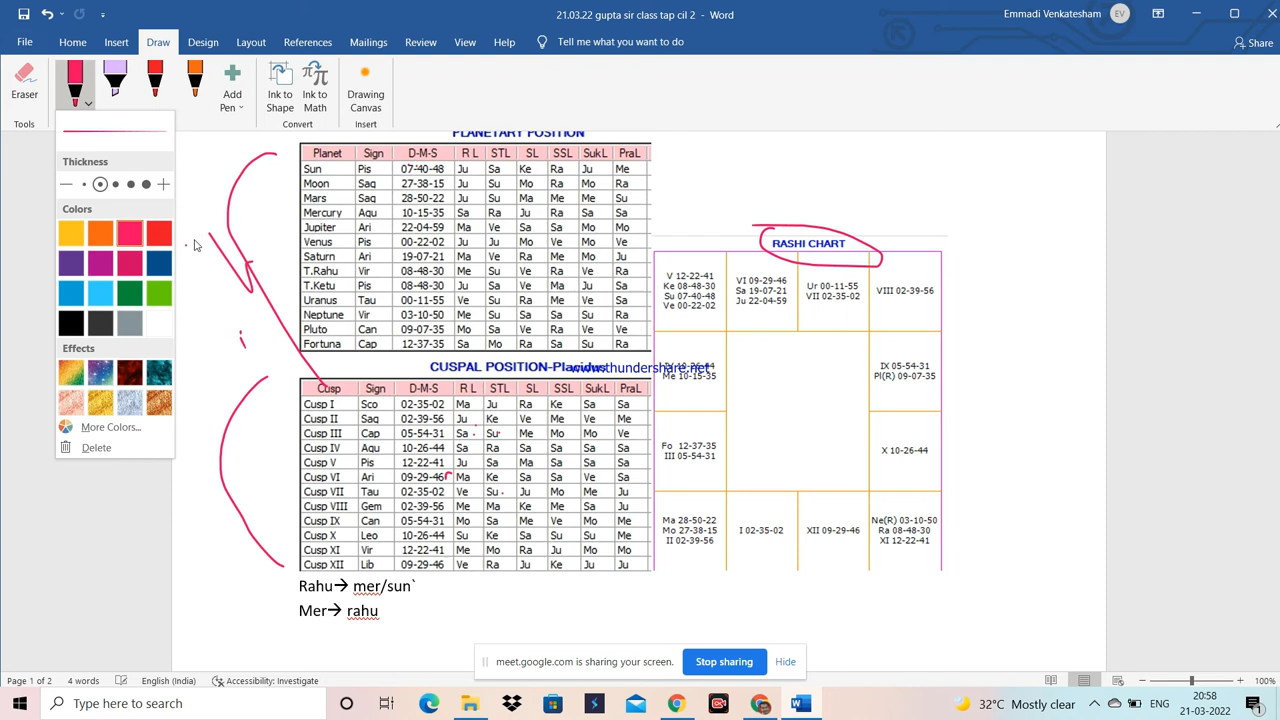 21.03.22 gupta sir class tap cil 2 - Word
Emmadi Venkatesham
EV
File Home Insert Draw Design Layout References Mailings Review View Help Tell me what you want to do
Share
Eraser
Add Pen
Ink to Shape
Ink to Math
Drawing Canvas
Tools
Convert
Insert
Thickness
Colors
Effects
More Colors...
Delete
PLANETARY POSITION
Planet Sign D-M-S R L STL SL SSL SukL PraL
Sun Pis 07-40-48 Ju Sa Ke Ra Ju Me
Moon Sag 27-38-15 Ju Su Mo Ra Mo Ra
Mars Sag 28-50-22 Ju Su Ma Me Me Su
Mercury Aqu 10-15-35 Sa Ra Ju Ra Sa Sa
Jupiter Ari 22-04-59 Ma Ve Sa Ra Mo Ra
Venus Pis 00-22-02 Ju Ju Mo Ve Mo Ve
Saturn Ari 19-07-21 Ma Ve Ra Me Mo Ju
T.Rahu Vir 08-48-30 Me Su Ve Ra Ve Ra
T.Ketu Pis 08-48-30 Ju Sa Ve Ma Ju Ju
Uranus Tau 00-11-55 Ve Su Ra Me Ve Me
Neptune Vir 03-10-50 Me Su Sa Sa Su Ra
Pluto Can 09-07-35 Mo Sa Ve Ra Ve Ve
Fortuna Cap 12-37-35 Sa Mo Ra Sa Su Ra
CUSPAL POSITION-Placidus
www.thundershare.net
Cusp Sign D-M-S R L STL SL SSL SukL PraL
Cusp I Sco 02-35-02 Ma Ju Ra Ke Sa Sa
Cusp II Sag 02-39-56 Ju Ke Ve Me Ve Me
Cusp III Cap 05-54-31 Sa Su Me Mo Mo Ve
Cusp IV Aqu 10-26-44 Sa Ra Sa Sa Sa Sa
Cusp V Pis 12-22-41 Ju Sa Ma Sa Sa Sa
Cusp VI Ari 09-29-46 Ma Ke Sa Sa Ve Sa
Cusp VII Tau 02-35-02 Ve Su Ju Mo Me Ju
Cusp VIII Gem 02-39-56 Me Ma Ke Me Sa Ju
Cusp IX Can 05-54-31 Mo Sa Me Ve Mo Me
Cusp X Leo 10-26-44 Su Ke Sa Su Su Me
Cusp XI Vir 12-22-41 Me Mo Ra Ju Mo Mo
Cusp XII Lib 09-29-46 Ve Ra Ju Ke Ju Ju
RASHI CHART
V 12-22-41
Ke 08-48-30
Su 07-40-48
Ve 00-22-02
VI 09-29-46
Sa 19-07-21
Ju 22-04-59
Ur 00-11-55
VII 02-35-02
VIII 02-39-56
Me 10-15-35
IX 05-54-31
Pl(R) 09-07-35
Fo 12-37-35
III 05-54-31
X 10-26-44
Ma 28-50-22
Mo 27-38-15
II 02-39-56
I 02-35-02
XII 09-29-46
Ne(R) 03-10-50
Ra 08-48-30
XI 12-22-41
Rahu→ mer/sun`
Mer→ rahu
meet.google.com is sharing your screen. Stop sharing Hide
Page 1 of 2 4 words English (India) Accessibility: Investigate
100%
Type here to search
32°C Mostly clear
ENG
20:58
21-03-2022